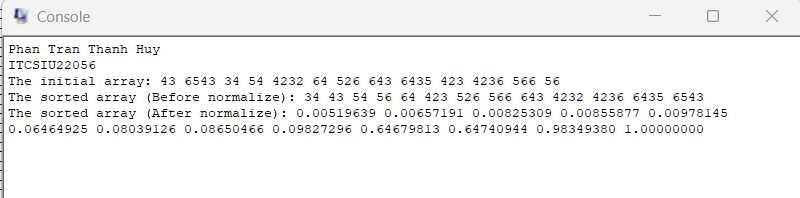 Console
Phan Tran Thanh Huy
ITCSIU22056
The initial array: 43 6543 34 54 4232 64 526 643 6435 423 4236 566 56
The sorted array (Before normalize): 34 43 54 56 64 423 526 566 643 4232 4236 6435 6543
The sorted array (After normalize): 0.00519639 0.00657191 0.00825309 0.00855877 0.00978145
0.06464925 0.08039126 0.08650466 0.09827296 0.64679813 0.64740944 0.98349380 1.00000000